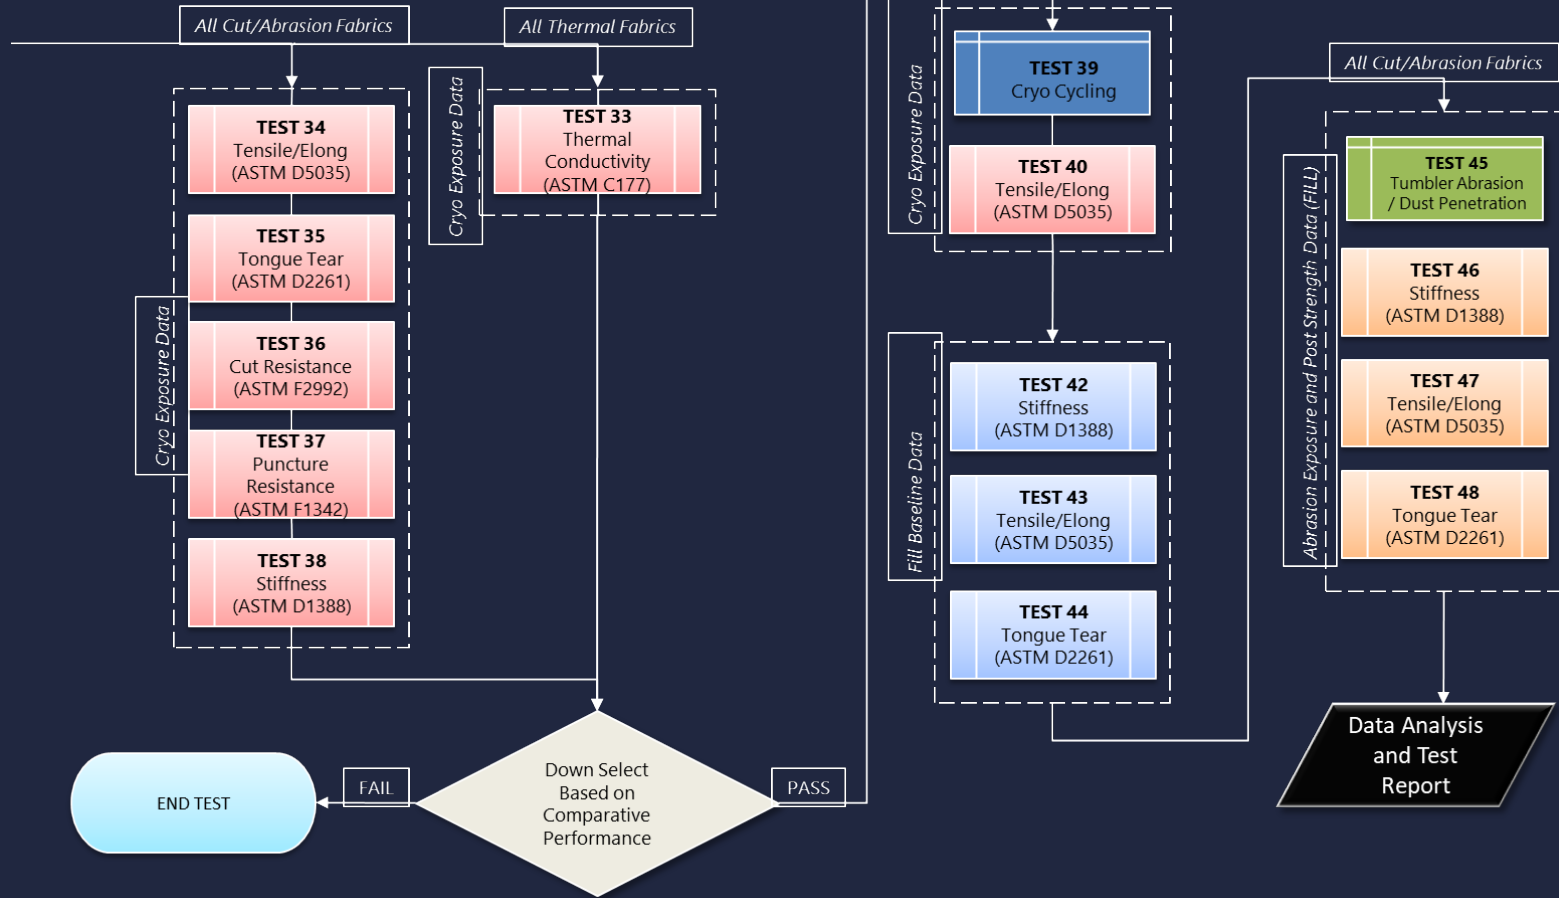 All Cut/Abrasion Fabrics
TEST 34
Tensile/Elong
(ASTM D5035)
TEST 35
Tongue Tear
(ASTM D2261)
TEST 36
Cut Resistance
(ASTM F2992)
TEST 37
Puncture
Resistance
(ASTM F1342)
TEST 38
Stiffness
(ASTM D1388)
Cryo Exposure Data
All Thermal Fabrics
Cryo Exposure Data
TEST 33
Thermal
Conductivity
(ASTM C177)
Down Select
Based on
Comparative
Performance
FAIL
END TEST
PASS
Cryo Exposure Data
TEST 39
Cryo Cycling
TEST 40
Tensile/Elong
(ASTM D5035)
Fill Baseline Data
TEST 42
Stiffness
(ASTM D1388)
TEST 43
Tensile/Elong
(ASTM D5035)
TEST 44
Tongue Tear
(ASTM D2261)
All Cut/Abrasion Fabrics
Abrasion Exposure and Post Strength Data (FILL)
TEST 45
Tumbler Abrasion
/ Dust Penetration
TEST 46
Stiffness
(ASTM D1388)
TEST 47
Tensile/Elong
(ASTM D5035)
TEST 48
Tongue Tear
(ASTM D2261)
Data Analysis
and Test
Report